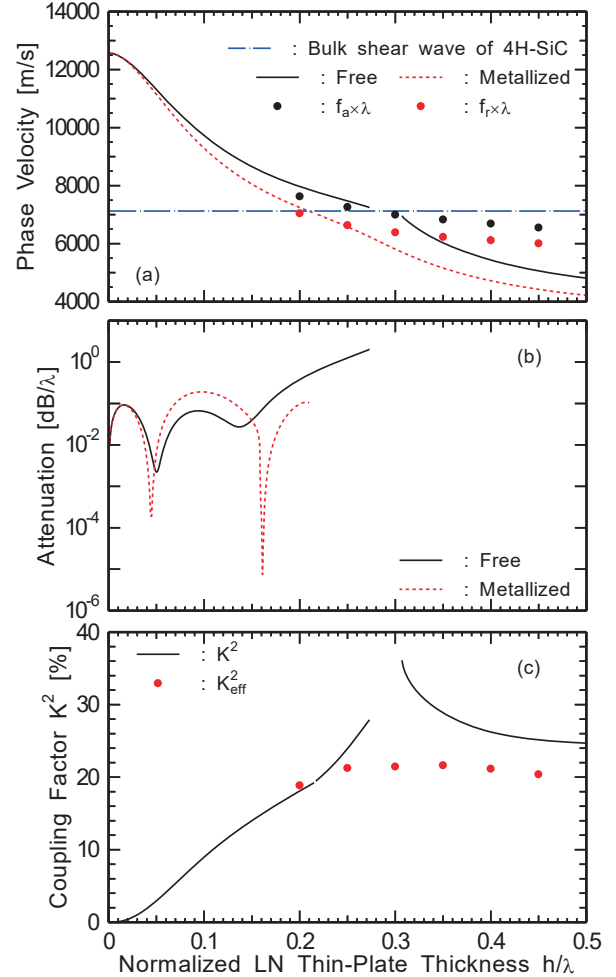 14000
12000
10000
8000
6000
4000
Phase Velocity [m/s]
: Bulk shear wave of 4H-SiC
: Free : Metallized
: fa×λ : fr×λ
(a)
10^0
10^-2
10^-4
10^-6
Attenuation [dB/λ]
(b)
: Free
: Metallized
40
30
20
10
0
Coupling Factor K^2 [%]
: K^2
: K^2_eff
(c)
0 0.1 0.2 0.3 0.4 0.5
Normalized LN Thin-Plate Thickness h/λ